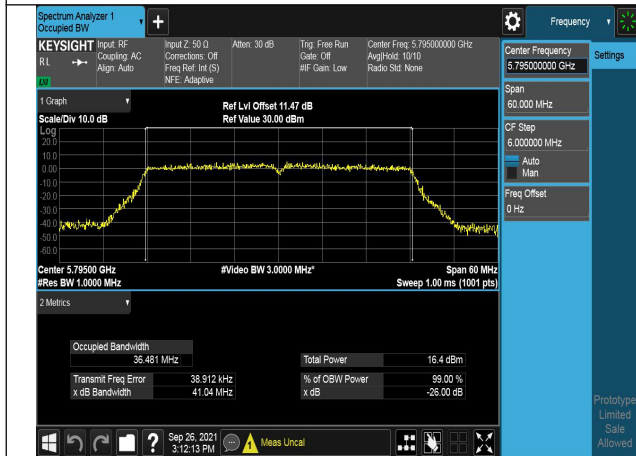 Spectrum Analyzer 1
Occupied BW
Frequency
KEYSIGHT
Input: RF
Input Z: 50 Ω
Atten: 30 dB
Trig: Free Run
Center Freq: 5.795000000 GHz
RL
Coupling: AC
Corrections: Off
Gate: Off
Avg|Hold: 10/10
Align: Auto
Freq Ref: Int (S)
#IF Gain: Low
Radio Std: None
NFE: Adaptive
LXI
Center Frequency
5.795000000 GHz
Settings
Span
60.000 MHz
CF Step
6.000000 MHz
Auto
Man
Freq Offset
0 Hz
1 Graph
Ref Lvl Offset 11.47 dB
Scale/Div 10.0 dB
Ref Value 30.00 dBm
Log
20.0
10.0
0.00
-10.0
-20.0
-30.0
-40.0
-50.0
-60.0
Center 5.79500 GHz
#Video BW 3.0000 MHz*
Span 60 MHz
#Res BW 1.0000 MHz
Sweep 1.00 ms (1001 pts)
2 Metrics
Occupied Bandwidth
36.481 MHz
Total Power
16.4 dBm
Transmit Freq Error
38.912 kHz
% of OBW Power
99.00 %
x dB Bandwidth
41.04 MHz
x dB
-26.00 dB
Prototype
Limited
Sale
Allowed
?
Sep 26, 2021
3:12:13 PM
Meas Uncal